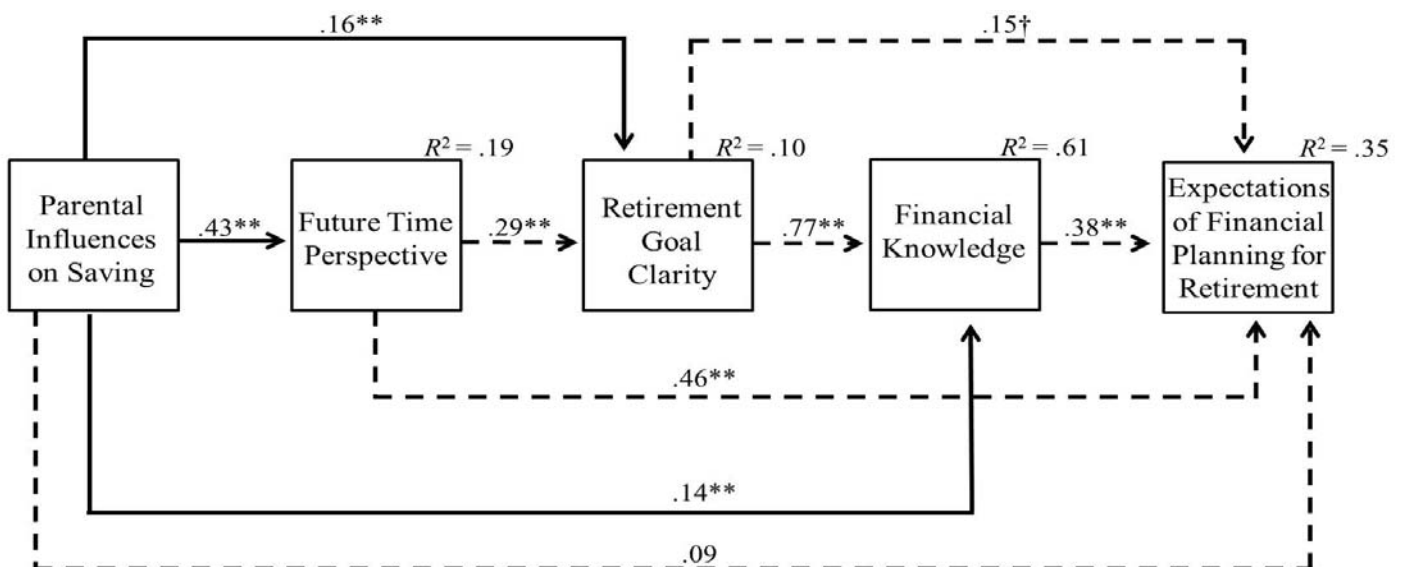 .16**
.15†
R² = .19
R² = .10
R² = .61
R² = .35
Parental
Influences
on Saving
.43**
Future Time
Perspective
.29**
Retirement
Goal
Clarity
.77**
Financial
Knowledge
.38**
Expectations
of Financial
Planning for
Retirement
.46**
.14**
.09